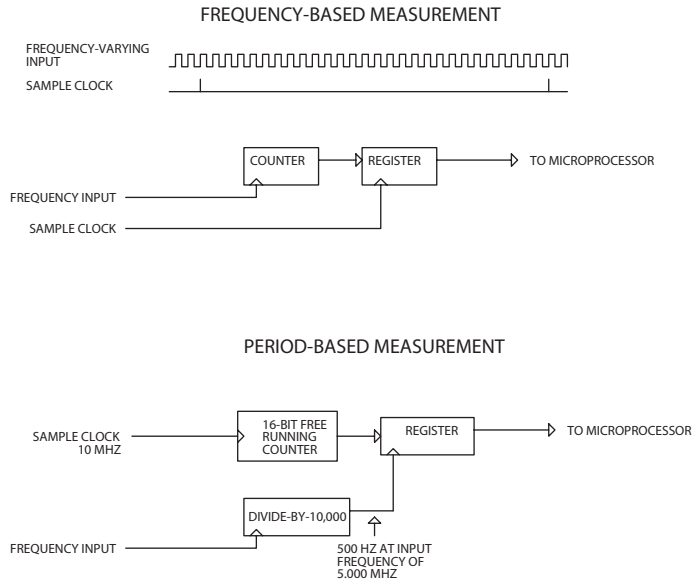 FREQUENCY-BASED MEASUREMENT
FREQUENCY-VARYING
INPUT
SAMPLE CLOCK
COUNTER
REGISTER
TO MICROPROCESSOR
FREQUENCY INPUT
SAMPLE CLOCK
PERIOD-BASED MEASUREMENT
SAMPLE CLOCK
10 MHZ
16-BIT FREE
RUNNING
COUNTER
REGISTER
TO MICROPROCESSOR
DIVIDE-BY-10,000
FREQUENCY INPUT
500 HZ AT INPUT
FREQUENCY OF
5.000 MHZ